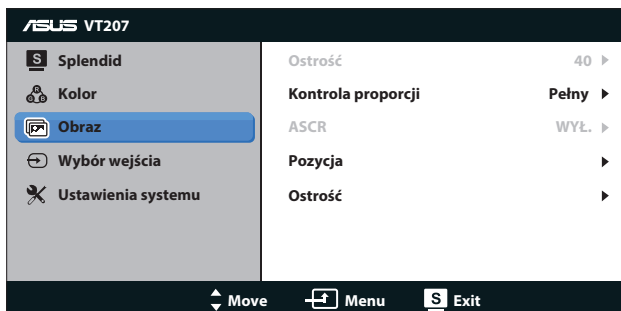 ASUS VT207
S Splendid
Kolor
Obraz
Wybór wejścia
Ustawienia systemu
Ostrość 40
Kontrola proporcji Pełny
ASCR WYŁ.
Pozycja
Ostrość
Move Menu S Exit